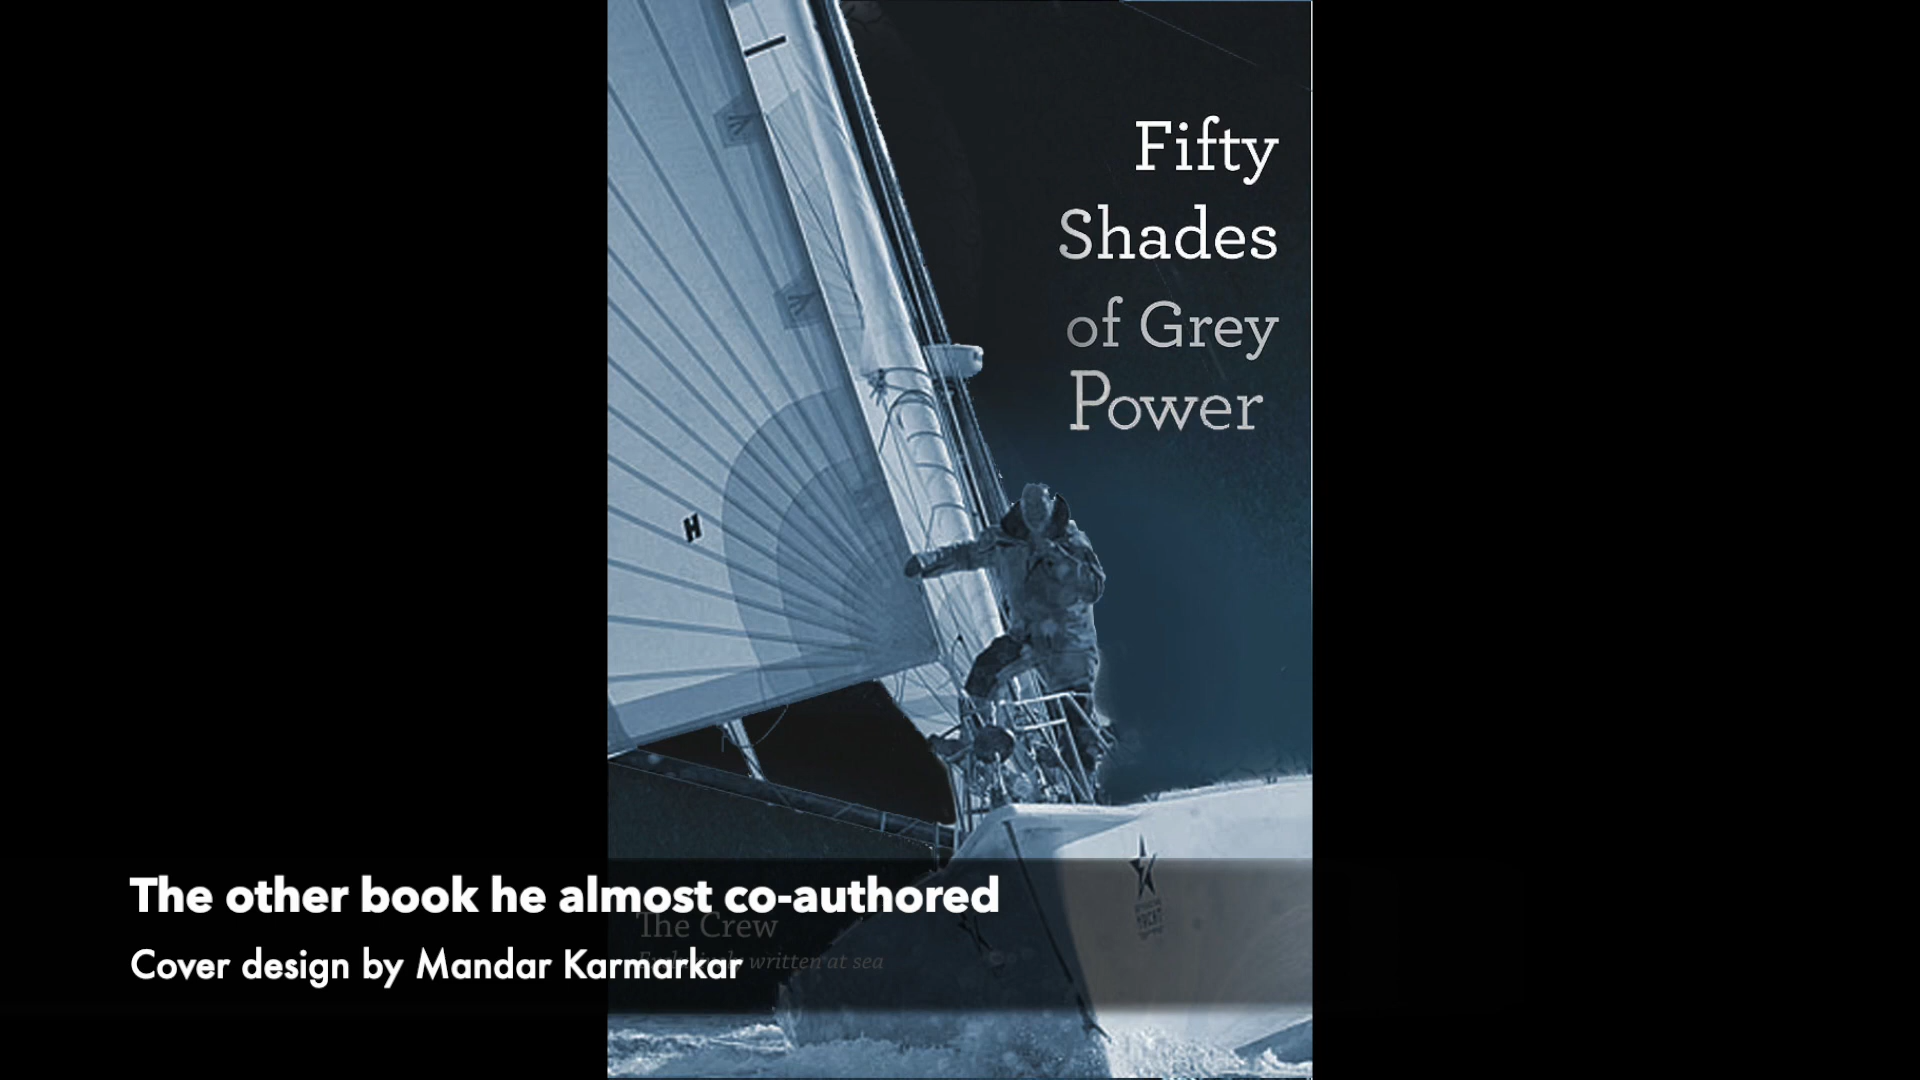 Fifty
Shades
of Grey
Power
H
The other book he almost co-authored
The Crew
Cover design by Mandar Karmarkar
written at sea